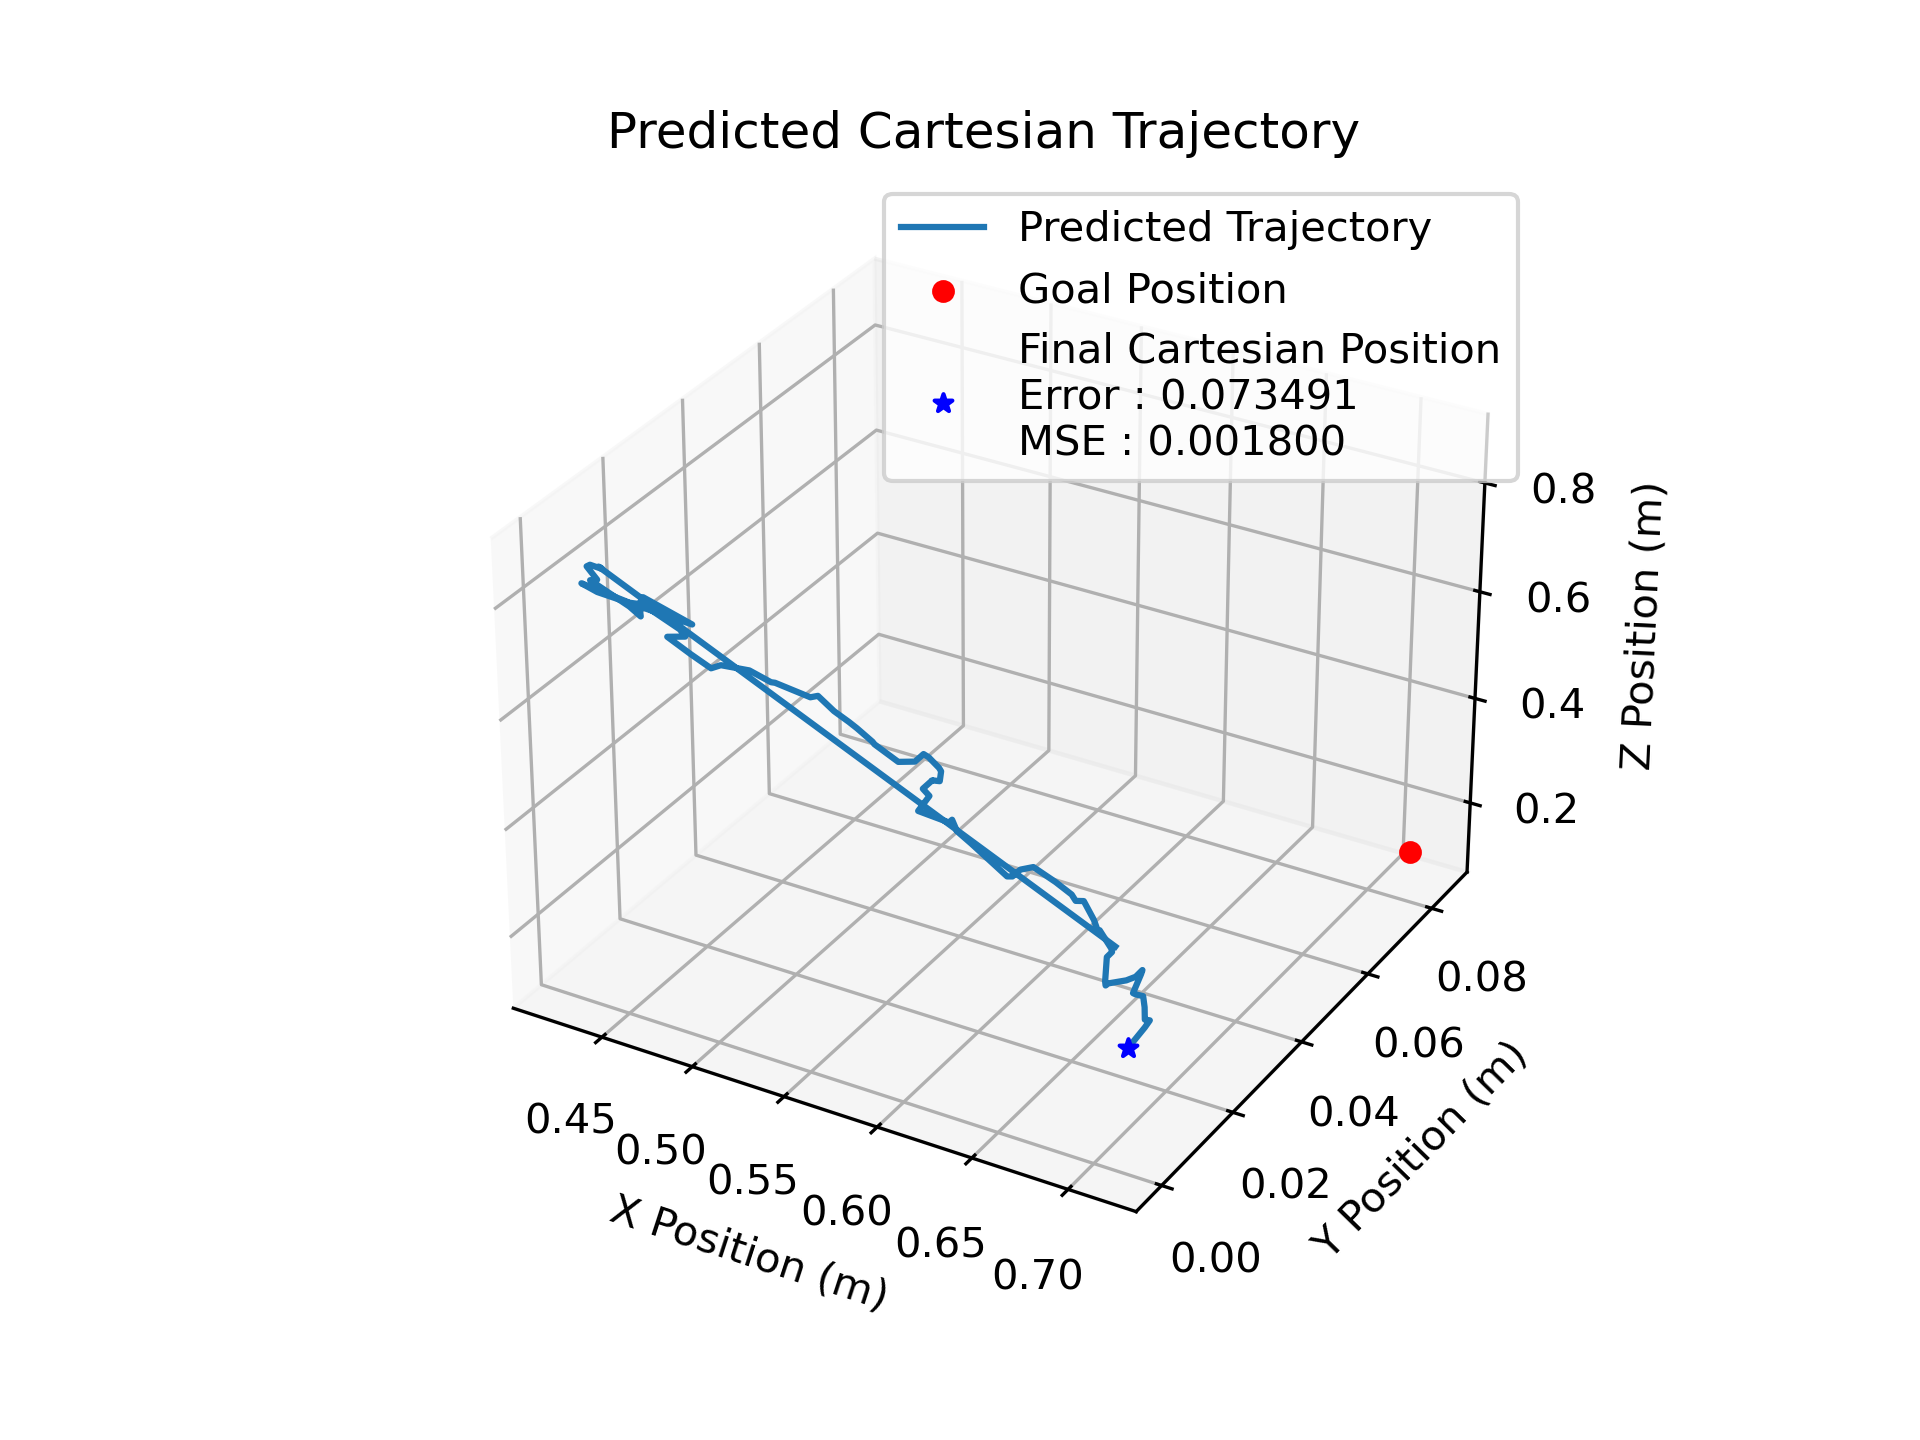 Predicted Cartesian Trajectory
Predicted Trajectory
Goal Position
Final Cartesian Position
Error : 0.073491
MSE : 0.001800
0.8
0.6
0.4
0.2
Z Position (m)
0.08
0.06
0.04
0.02
0.00
Y Position (m)
0.45
0.50
0.55
0.60
0.65
0.70
X Position (m)